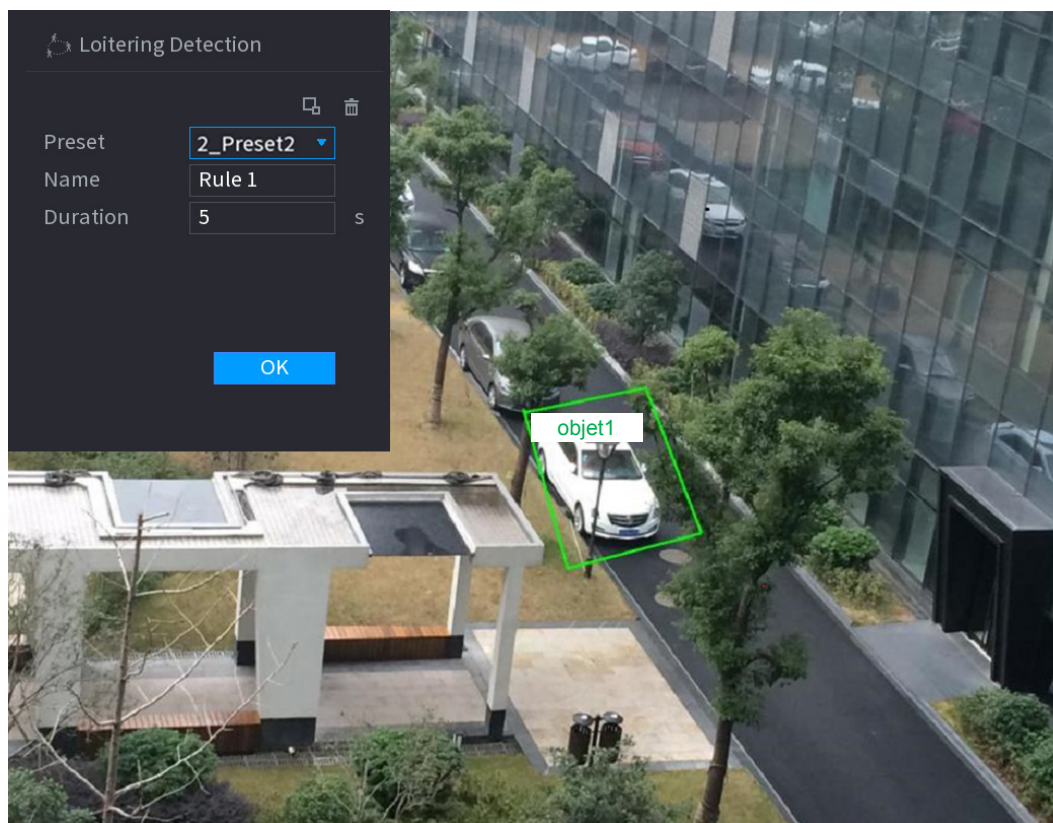 Loitering Detection
Preset 2_Preset2
Name Rule 1
Duration 5 s
OK
objet1